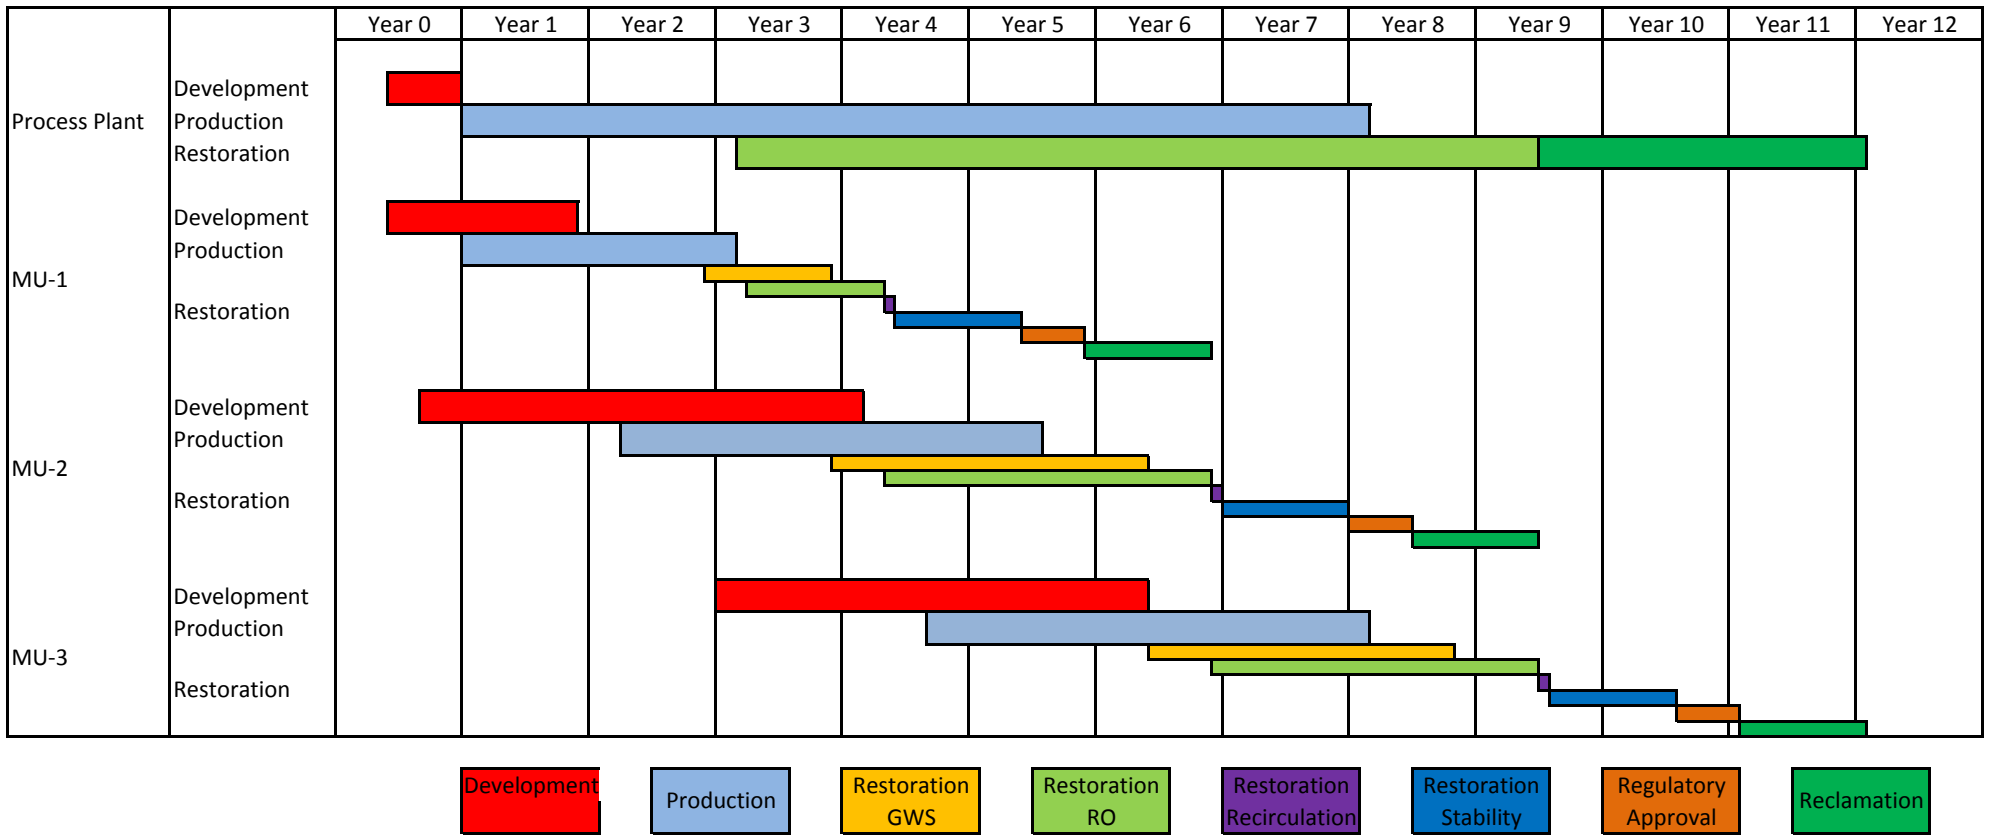 Year 0 Year 1 Year 2 Year 3 Year 4 Year 5 Year 6 Year 7 Year 8 Year 9 Year 10 Year 11 Year 12
Development
Process Plant Production
Restoration
Development
Production
MU-1
Restoration
Development
Production
MU-2
Restoration
Development
Production
MU-3
Restoration
Development
Production
Restoration
GWS
Restoration
RO
Restoration
Recirculation
Restoration
Stability
Regulatory
Approval
Reclamation